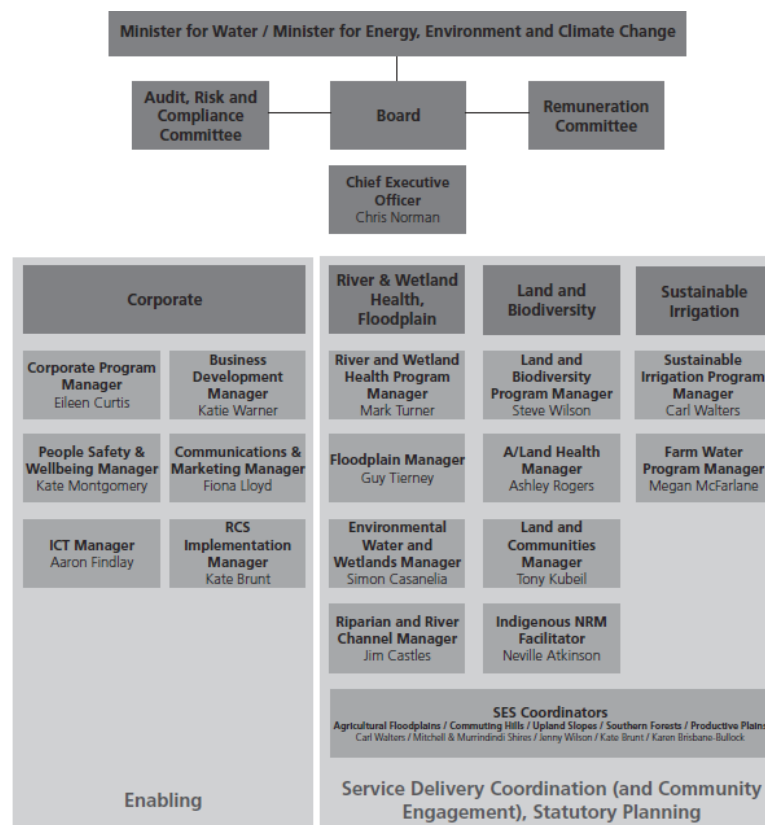 Minister for Water / Minister for Energy, Environment and Climate Change
Audit, Risk and
Compliance
Committee
Board
Remuneration
Committee
Chief Executive
Officer
Chris Norman
Corporate
Corporate Program
Manager
Eileen Curtis
Business
Development
Manager
Katie Warner
People Safety &
Wellbeing Manager
Kate Montgomery
Communications &
Marketing Manager
Fiona Lloyd
ICT Manager
Aaron Findlay
RCS
Implementation
Manager
Kate Brunt
Enabling
River & Wetland
Health,
Floodplain
River and Wetland
Health Program
Manager
Mark Turner
Floodplain Manager
Guy Tierney
Environmental
Water and
Wetlands Manager
Simon Casanelia
Riparian and River
Channel Manager
Jim Castles
Land and
Biodiversity
Land and
Biodiversity
Program Manager
Steve Wilson
A/Land Health
Manager
Ashley Rogers
Land and
Communities
Manager
Tony Kubeil
Indigenous NRM
Facilitator
Neville Atkinson
Sustainable
Irrigation
Sustainable
Irrigation Program
Manager
Carl Walters
Farm Water
Program Manager
Megan McFarlane
SES Coordinators
Agricultural Floodplains / Commuting Hills / Upland Slopes / Southern Forests / Productive Plains
Carl Walters / Mitchell & Murrindindi Shires / Jenny Wilson / Kate Brunt / Karen Brisbane-Bullock
Service Delivery Coordination (and Community
Engagement), Statutory Planning